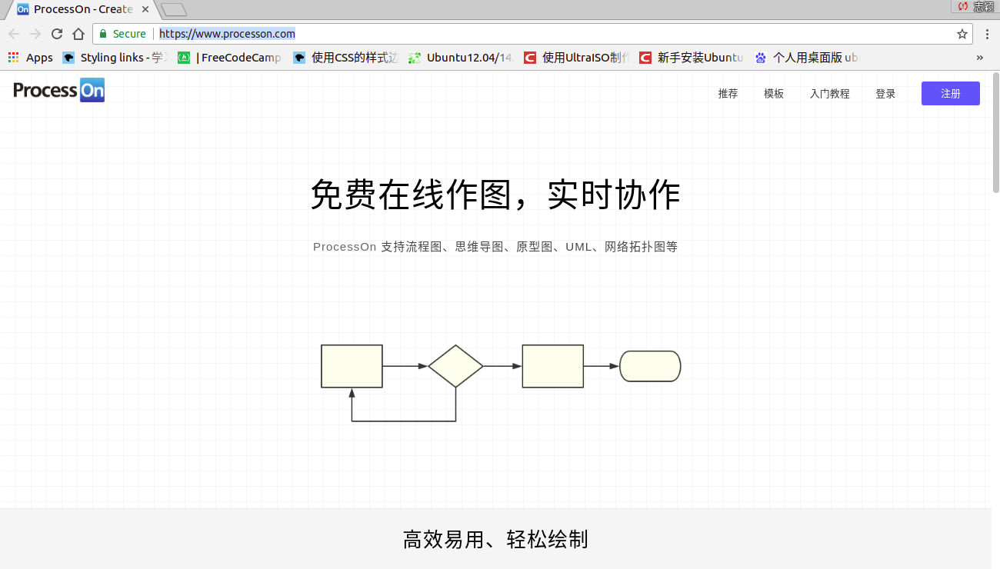 On ProcessOn - Create
志颖
Secure https://www.processon.com
Apps Styling links - 学 | FreeCodeCamp 使用CSS的样式边 Ubuntu12.04/14. 使用UltraISO制作 新手安装Ubuntu 个人用桌面版 ub »
ProcessOn 推荐 模板 入门教程 登录 注册
免费在线作图，实时协作
ProcessOn 支持流程图、思维导图、原型图、UML、网络拓扑图等
高效易用、轻松绘制